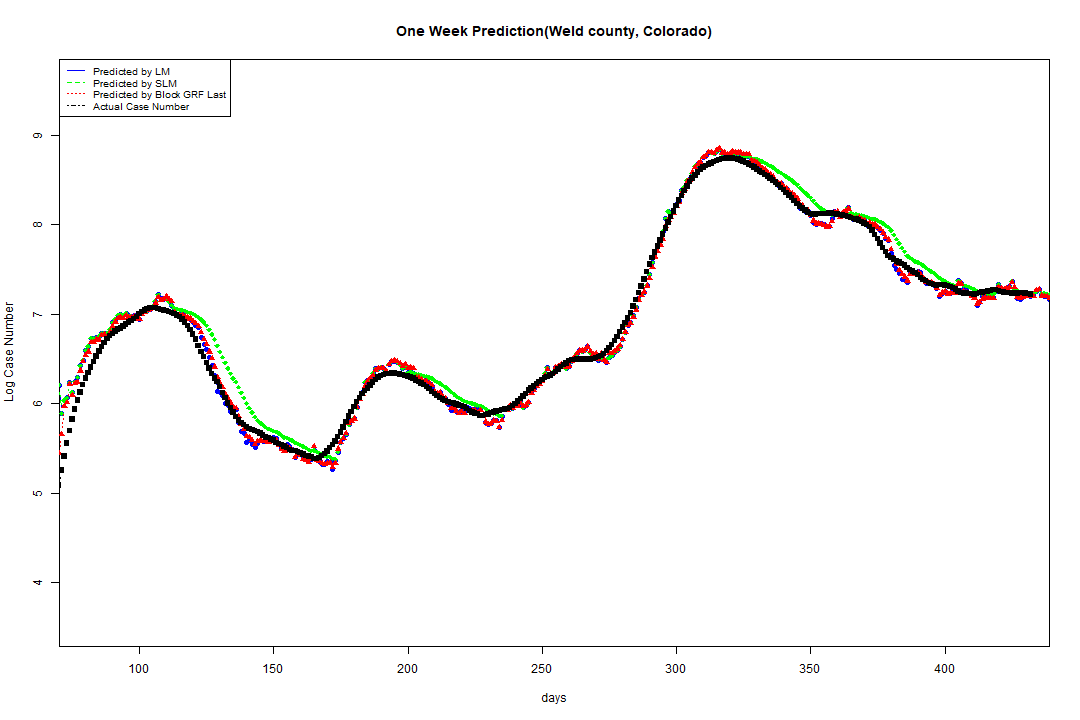 One Week Prediction(Weld county, Colorado)
Predicted by LM
Predicted by SLM
Predicted by Block GRF Last
Actual Case Number
9
8
7
6
5
4
Log Case Number
100 150 200 250 300 350 400
days